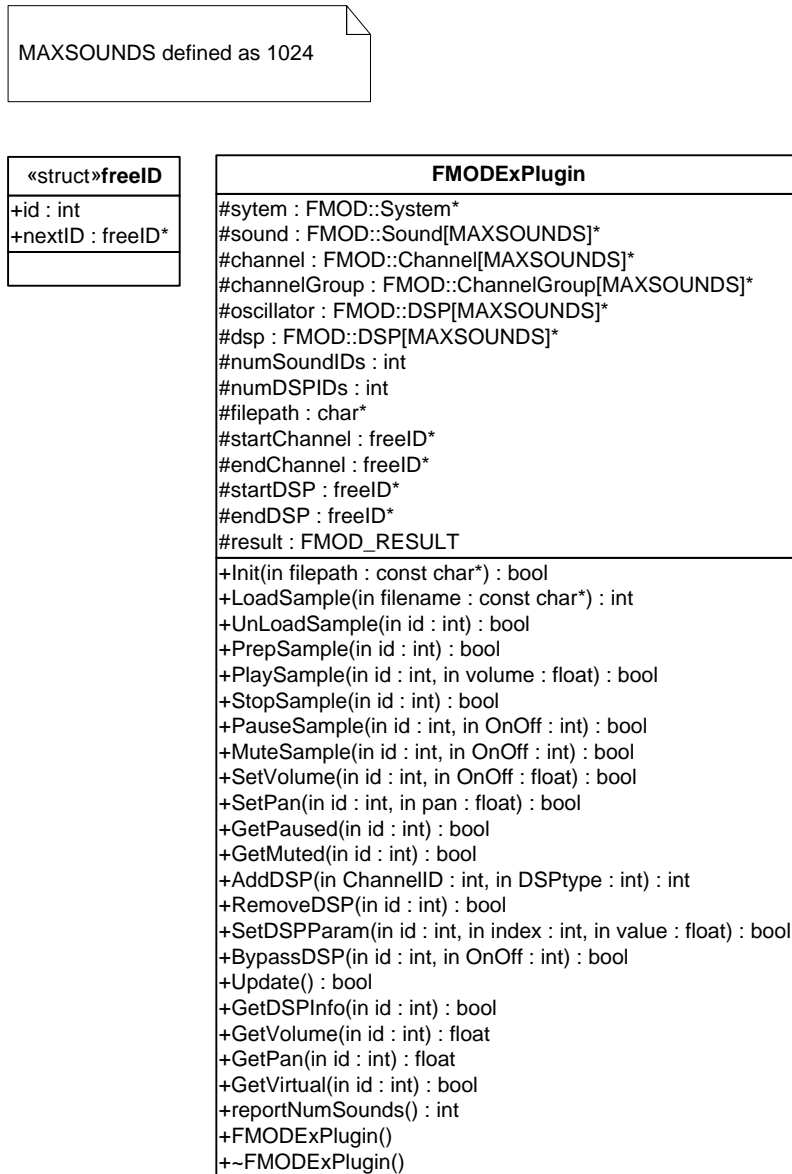 MAXSOUNDS defined as 1024
«struct»freeID
+id : int
+nextID : freeID*
FMODExPlugin
#sytem : FMOD::System*
#sound : FMOD::Sound[MAXSOUNDS]*
#channel : FMOD::Channel[MAXSOUNDS]*
#channelGroup : FMOD::ChannelGroup[MAXSOUNDS]*
#oscillator : FMOD::DSP[MAXSOUNDS]*
#dsp : FMOD::DSP[MAXSOUNDS]*
#numSoundIDs : int
#numDSPIDs : int
#filepath : char*
#startChannel : freeID*
#endChannel : freeID*
#startDSP : freeID*
#endDSP : freeID*
#result : FMOD_RESULT
+Init(in filepath : const char*) : bool
+LoadSample(in filename : const char*) : int
+UnLoadSample(in id : int) : bool
+PrepSample(in id : int) : bool
+PlaySample(in id : int, in volume : float) : bool
+StopSample(in id : int) : bool
+PauseSample(in id : int, in OnOff : int) : bool
+MuteSample(in id : int, in OnOff : int) : bool
+SetVolume(in id : int, in OnOff : float) : bool
+SetPan(in id : int, in pan : float) : bool
+GetPaused(in id : int) : bool
+GetMuted(in id : int) : bool
+AddDSP(in ChannelID : int, in DSPtype : int) : int
+RemoveDSP(in id : int) : bool
+SetDSPParam(in id : int, in index : int, in value : float) : bool
+BypassDSP(in id : int, in OnOff : int) : bool
+Update() : bool
+GetDSPInfo(in id : int) : bool
+GetVolume(in id : int) : float
+GetPan(in id : int) : float
+GetVirtual(in id : int) : bool
+reportNumSounds() : int
+FMODExPlugin()
+~FMODExPlugin()